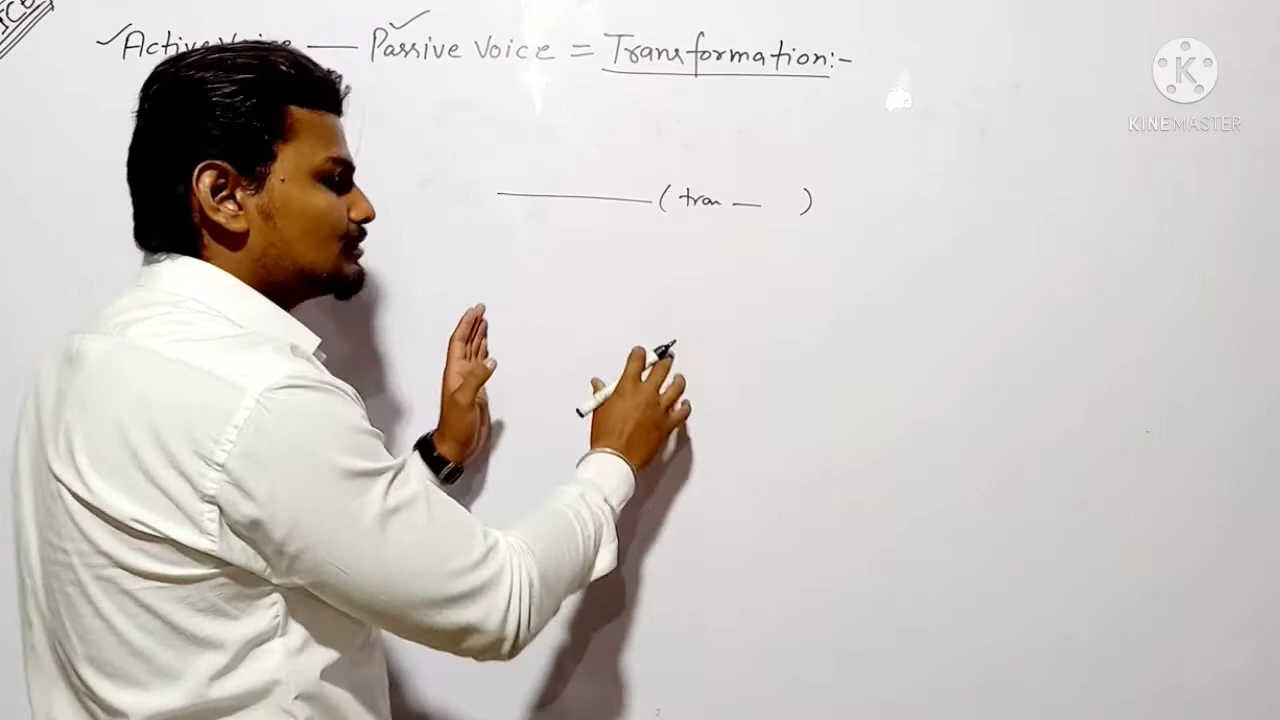 ✓Active Voice — Passive Voice = Transformation:-
(tran — )
KINEMASTER